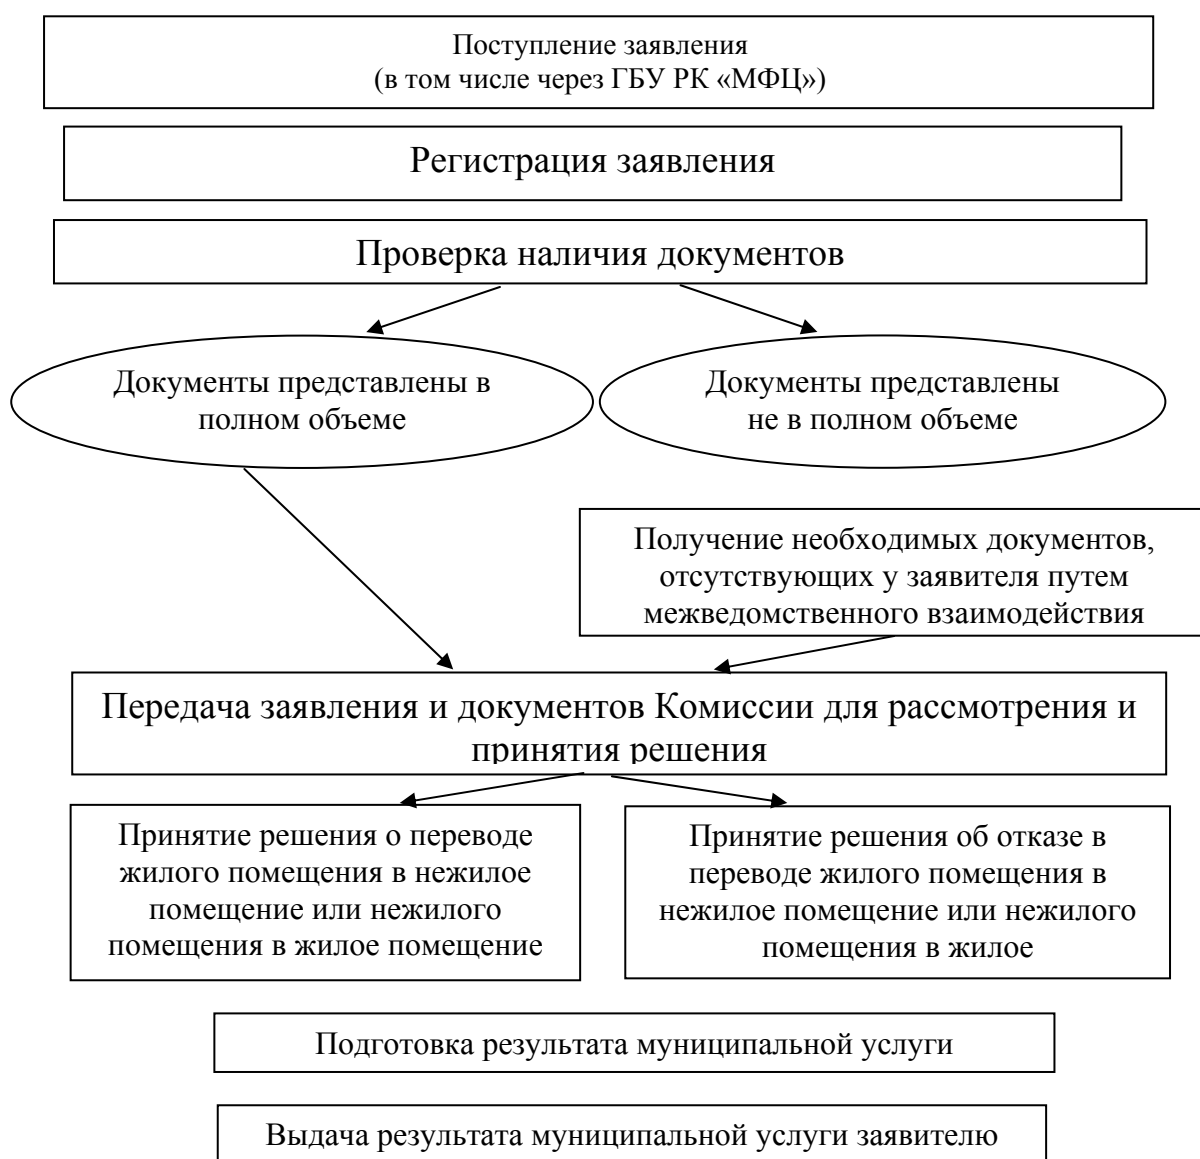 Поступление заявления
(в том числе через ГБУ РК «МФЦ»)
Регистрация заявления
Проверка наличия документов
Документы представлены в
полном объеме
Документы представлены
не в полном объеме
Получение необходимых документов,
отсутствующих у заявителя путем
межведомственного взаимодействия
Передача заявления и документов Комиссии для рассмотрения и
принятия решения
Принятие решения о переводе
жилого помещения в нежилое
помещение или нежилого
помещения в жилое помещение
Принятие решения об отказе в
переводе жилого помещения в
нежилое помещение или нежилого
помещения в жилое
Подготовка результата муниципальной услуги
Выдача результата муниципальной услуги заявителю